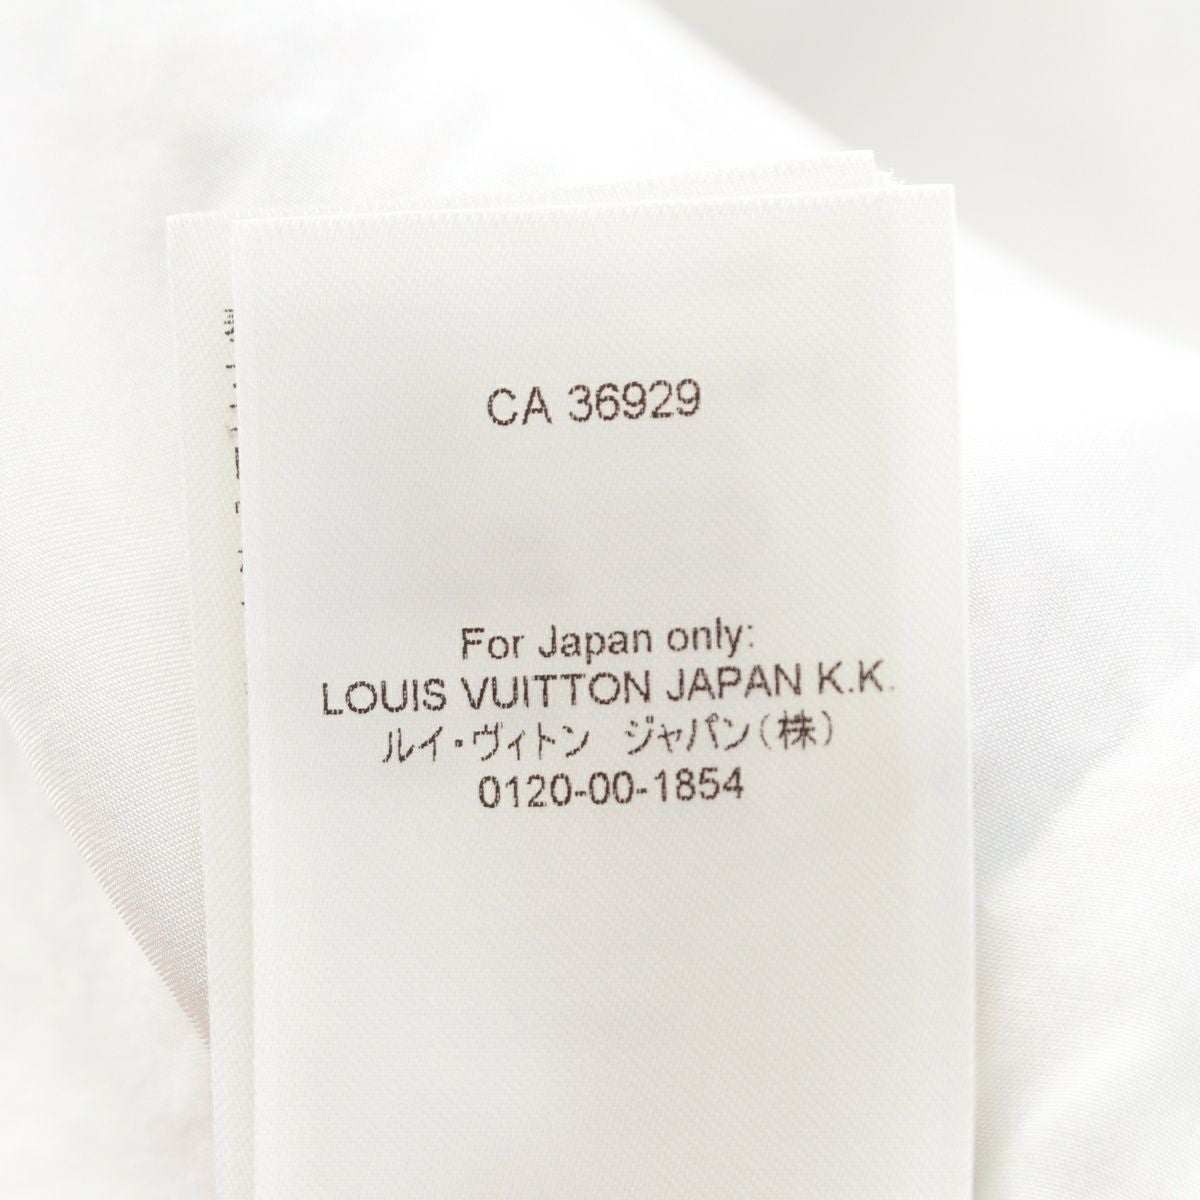 CA 36929
For Japan only:
LOUIS VUITTON JAPAN K.K.
ルイ・ヴィトン ジャパン(株)
0120-00-1854